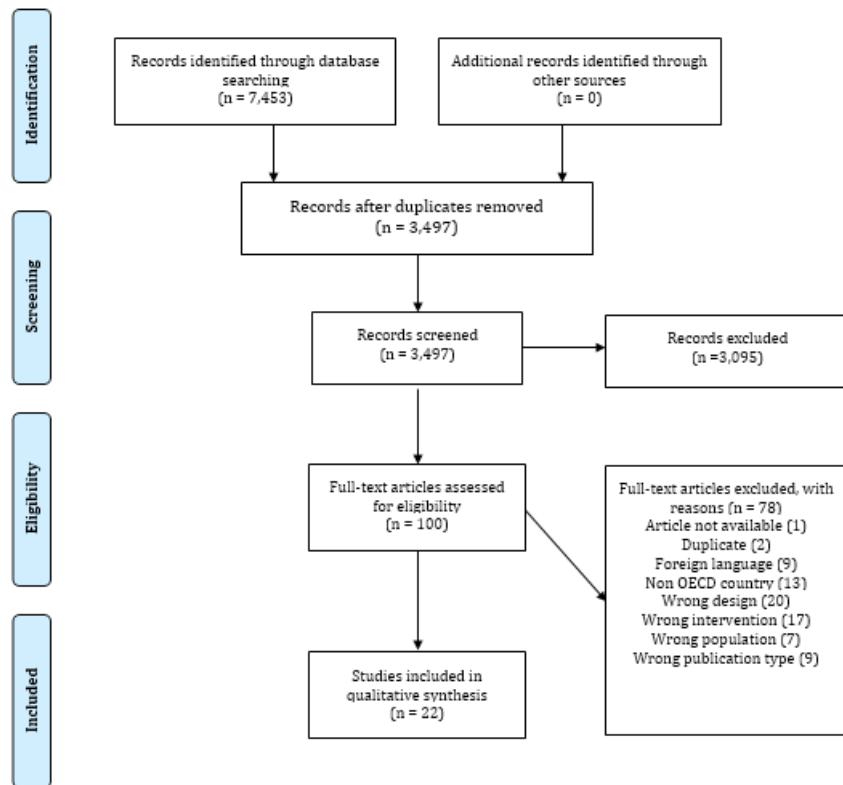 Identification
Records identified through database
searching
(n = 7,453)
Additional records identified through
other sources
(n = 0)
Records after duplicates removed
(n = 3,497)
Screening
Records screened
(n = 3,497)
Records excluded
(n =3,095)
Eligibility
Full-text articles assessed
for eligibility
(n = 100)
Full-text articles excluded, with
reasons (n = 78)
Article not available (1)
Duplicate (2)
Foreign language (9)
Non OECD country (13)
Wrong design (20)
Wrong intervention (17)
Wrong population (7)
Wrong publication type (9)
Included
Studies included in
qualitative synthesis
(n = 22)